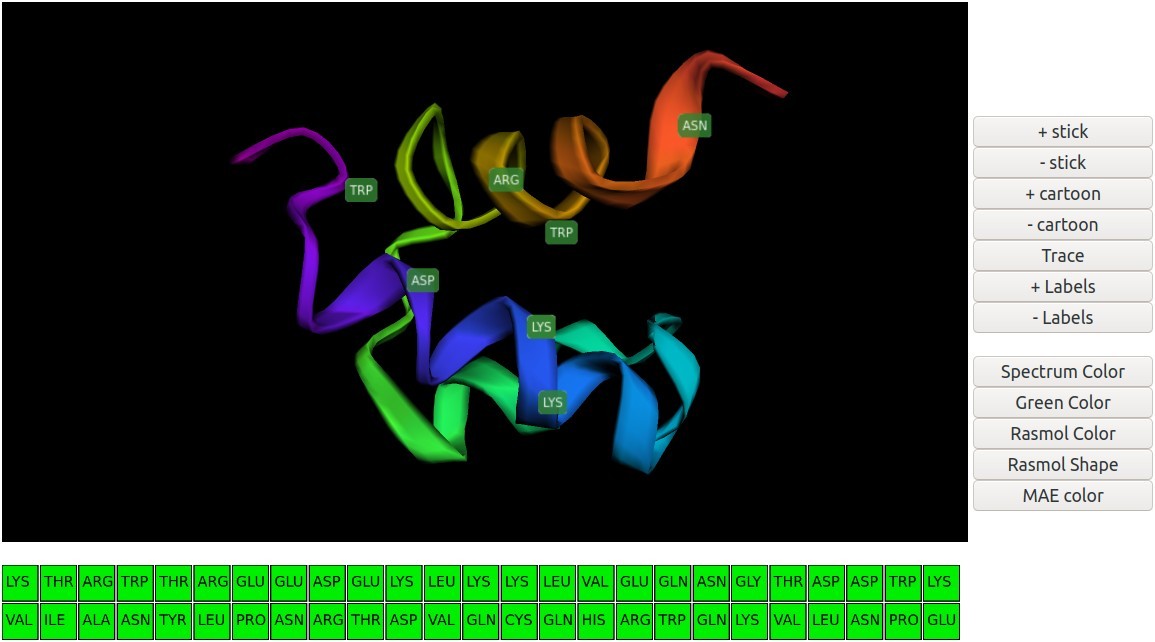 ASN
ARG
TRP
TRP
ASP
LYS
LYS
+ stick
- stick
+ cartoon
- cartoon
Trace
+ Labels
- Labels
Spectrum Color
Green Color
Rasmol Color
Rasmol Shape
MAE color
LYS THR ARG TRP THR ARG GLU GLU ASP GLU LYS LEU LYS LYS LEU VAL GLU GLN ASN GLY THR ASP ASP TRP LYS
VAL ILE ALA ASN TYR LEU PRO ASN ARG THR ASP VAL GLN CYS GLN HIS ARG TRP GLN LYS VAL LEU ASN PRO GLU